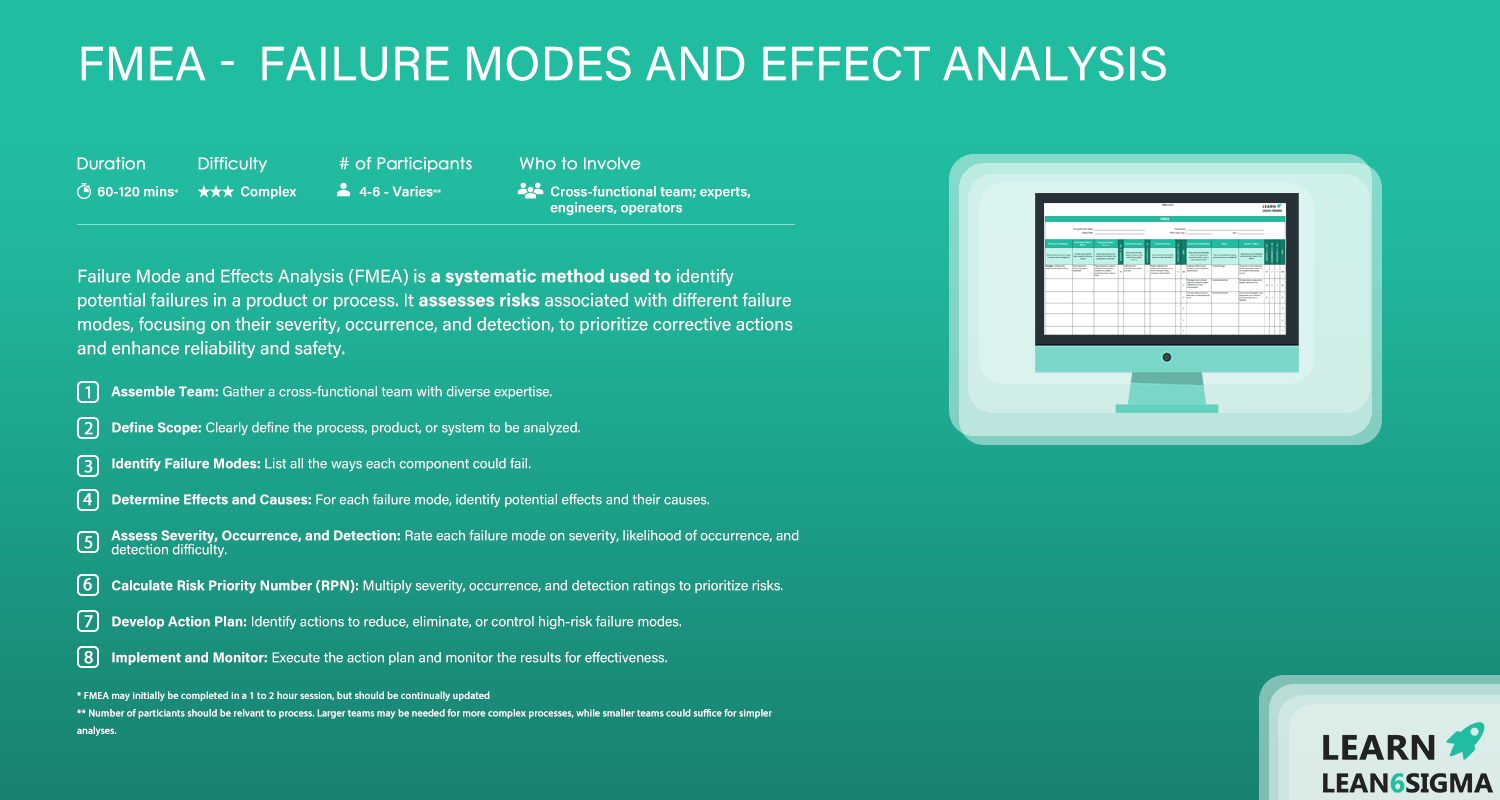 FMEA - FAILURE MODES AND EFFECT ANALYSIS
Duration
Difficulty
# of Participants
Who to Involve
60-120 mins*
Complex
4-6 - Varies**
Cross-functional team; experts,
engineers, operators
Failure Mode and Effects Analysis (FMEA) is a systematic method used to identify
potential failures in a product or process. It assesses risks associated with different failure
modes, focusing on their severity, occurrence, and detection, to prioritize corrective actions
and enhance reliability and safety.
1 Assemble Team: Gather a cross-functional team with diverse expertise.
2 Define Scope: Clearly define the process, product, or system to be analyzed.
3 Identify Failure Modes: List all the ways each component could fail.
4 Determine Effects and Causes: For each failure mode, identify potential effects and their causes.
5 Assess Severity, Occurrence, and Detection: Rate each failure mode on severity, likelihood of occurrence, and
detection difficulty.
6 Calculate Risk Priority Number (RPN): Multiply severity, occurrence, and detection ratings to prioritize risks.
7 Develop Action Plan: Identify actions to reduce, eliminate, or control high-risk failure modes.
8 Implement and Monitor: Execute the action plan and monitor the results for effectiveness.
* FMEA may initially be completed in a 1 to 2 hour session, but should be continually updated
** Number of particiants should be relvant to process. Larger teams may be needed for more complex processes, while smaller teams could suffice for simpler
analyses.
LEARN
LEAN6SIGMA
FMEA
LEARN
LEAN6SIGMA